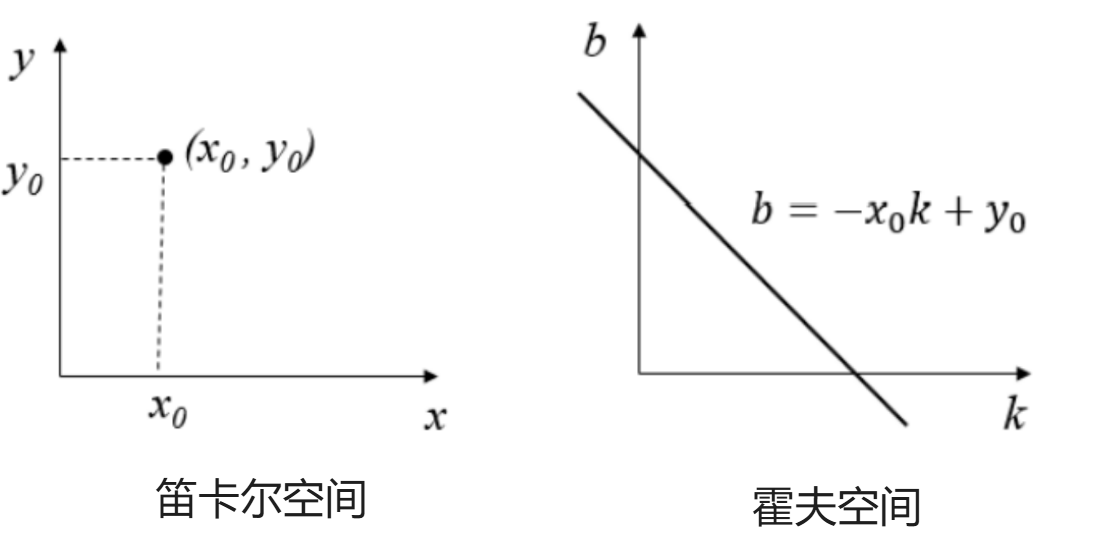 y
(x₀, y₀)
y₀
x₀
x
笛卡尔空间
b
b = −x₀k + y₀
k
霍夫空间